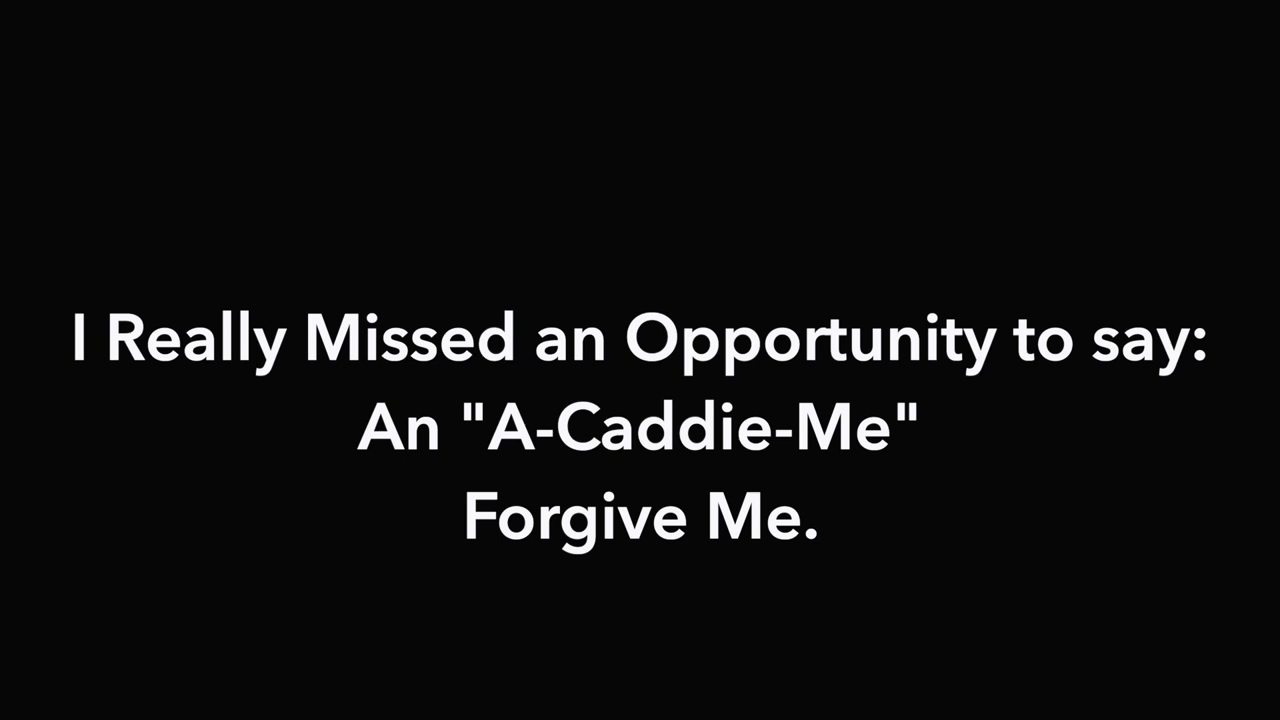 I Really Missed an Opportunity to say:
An "A-Caddie-Me"
Forgive Me.